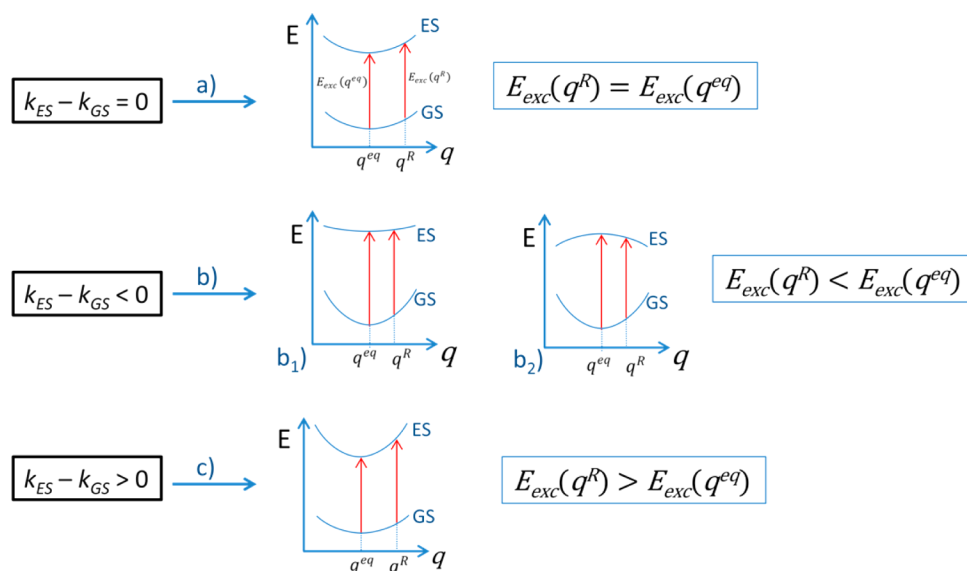 k_ES – k_GS = 0
a)
E
ES
E_exc(q^eq)
E_exc(q^R)
GS
q^eq
q^R
q
E_exc(q^R) = E_exc(q^eq)
k_ES – k_GS < 0
b)
E
ES
GS
b₁)
q^eq
q^R
q
E
ES
GS
b₂)
q^eq
q^R
q
E_exc(q^R) < E_exc(q^eq)
k_ES – k_GS > 0
c)
E
ES
GS
q^eq
q^R
q
E_exc(q^R) > E_exc(q^eq)